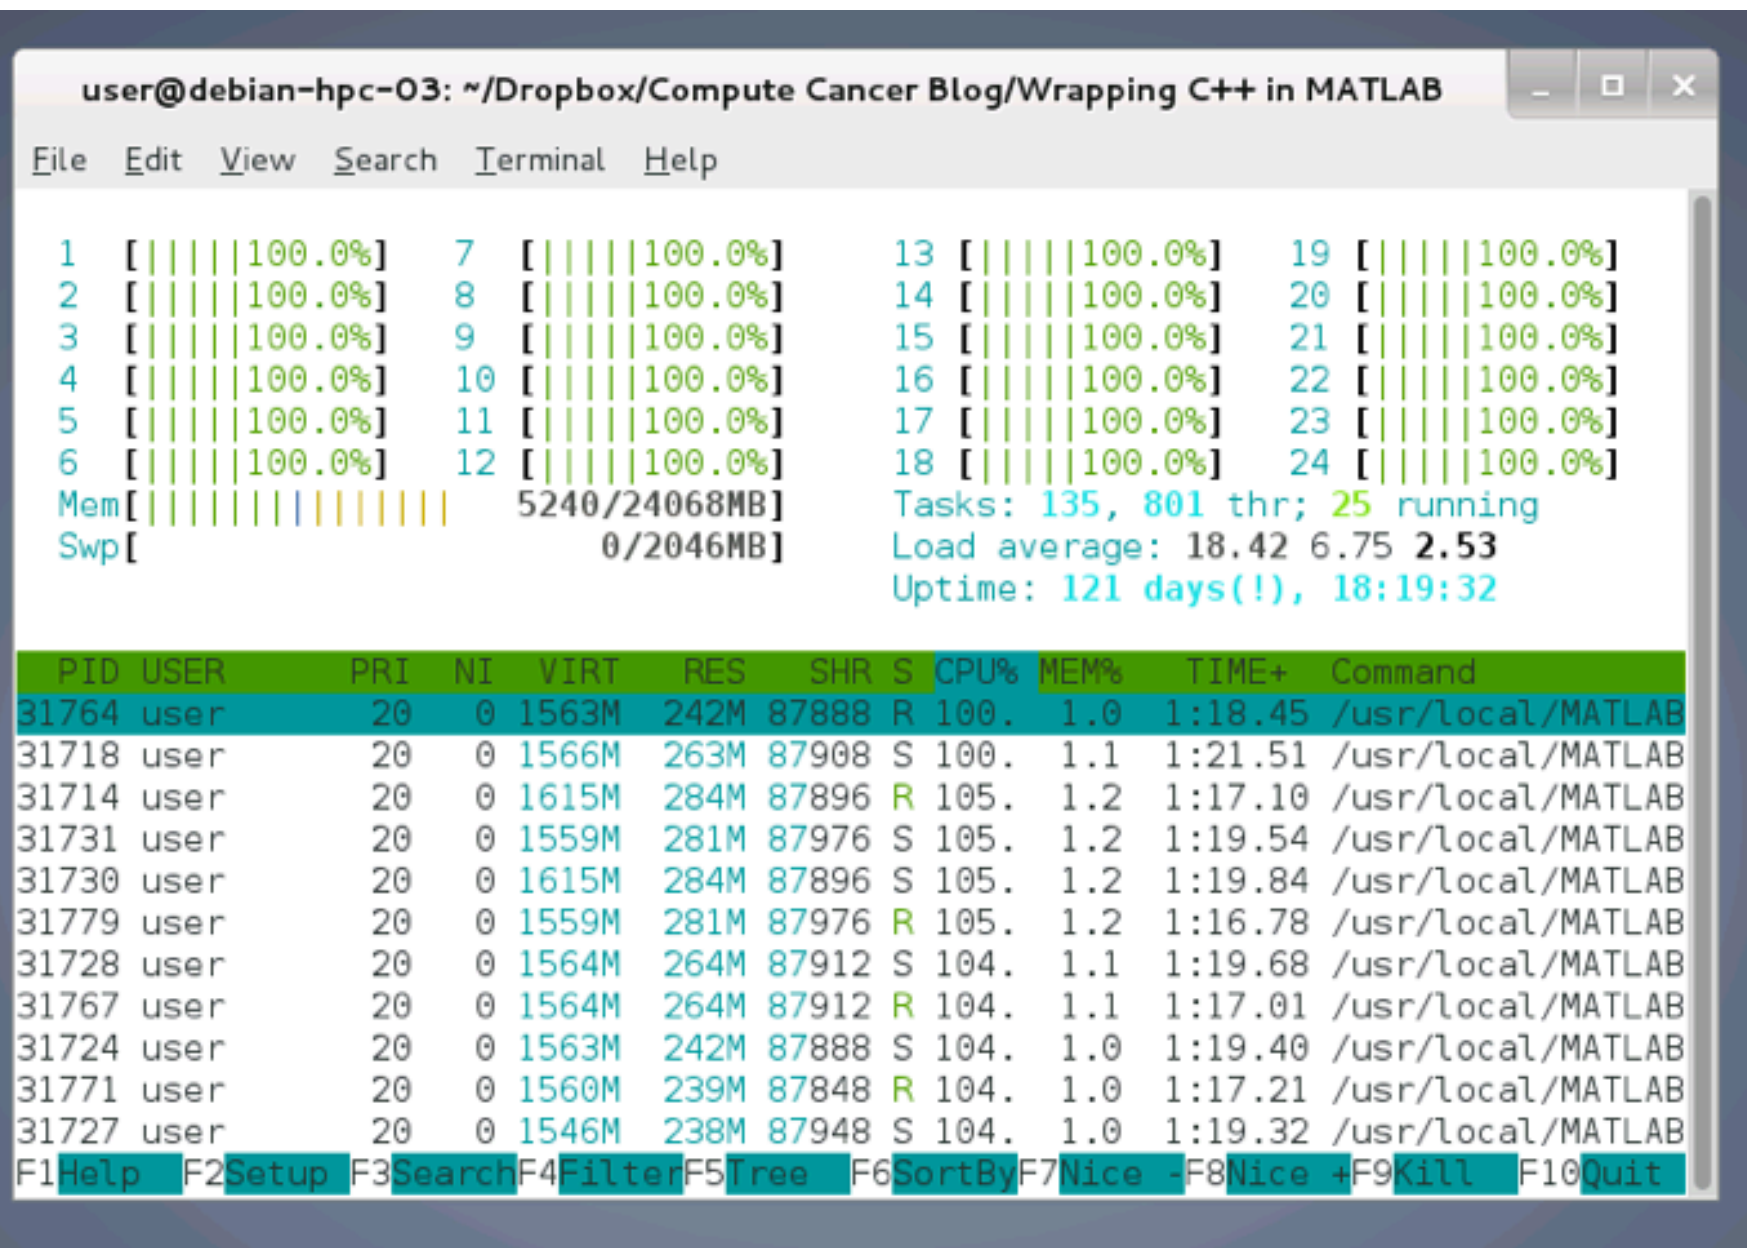 user@debian-hpc-03: ~/Dropbox/Compute Cancer Blog/Wrapping C++ in MATLAB
File Edit View Search Terminal Help
1 [|||||100.0%] 7 [|||||100.0%] 13 [|||||100.0%] 19 [|||||100.0%]
2 [|||||100.0%] 8 [|||||100.0%] 14 [|||||100.0%] 20 [|||||100.0%]
3 [|||||100.0%] 9 [|||||100.0%] 15 [|||||100.0%] 21 [|||||100.0%]
4 [|||||100.0%] 10 [|||||100.0%] 16 [|||||100.0%] 22 [|||||100.0%]
5 [|||||100.0%] 11 [|||||100.0%] 17 [|||||100.0%] 23 [|||||100.0%]
6 [|||||100.0%] 12 [|||||100.0%] 18 [|||||100.0%] 24 [|||||100.0%]
Mem[||||||||||||||| 5240/24068MB] Tasks: 135, 801 thr; 25 running
Swp[ 0/2046MB] Load average: 18.42 6.75 2.53
Uptime: 121 days(!), 18:19:32
PID USER PRI NI VIRT RES SHR S CPU% MEM% TIME+ Command
31764 user 20 0 1563M 242M 87888 R 100. 1.0 1:18.45 /usr/local/MATLAB
31718 user 20 0 1566M 263M 87908 S 100. 1.1 1:21.51 /usr/local/MATLAB
31714 user 20 0 1615M 284M 87896 R 105. 1.2 1:17.10 /usr/local/MATLAB
31731 user 20 0 1559M 281M 87976 S 105. 1.2 1:19.54 /usr/local/MATLAB
31730 user 20 0 1615M 284M 87896 S 105. 1.2 1:19.84 /usr/local/MATLAB
31779 user 20 0 1559M 281M 87976 R 105. 1.2 1:16.78 /usr/local/MATLAB
31728 user 20 0 1564M 264M 87912 S 104. 1.1 1:19.68 /usr/local/MATLAB
31767 user 20 0 1564M 264M 87912 R 104. 1.1 1:17.01 /usr/local/MATLAB
31724 user 20 0 1563M 242M 87888 S 104. 1.0 1:19.40 /usr/local/MATLAB
31771 user 20 0 1560M 239M 87848 R 104. 1.0 1:17.21 /usr/local/MATLAB
31727 user 20 0 1546M 238M 87948 S 104. 1.0 1:19.32 /usr/local/MATLAB
F1Help F2Setup F3SearchF4FilterF5Tree F6SortByF7Nice -F8Nice +F9Kill F10Quit